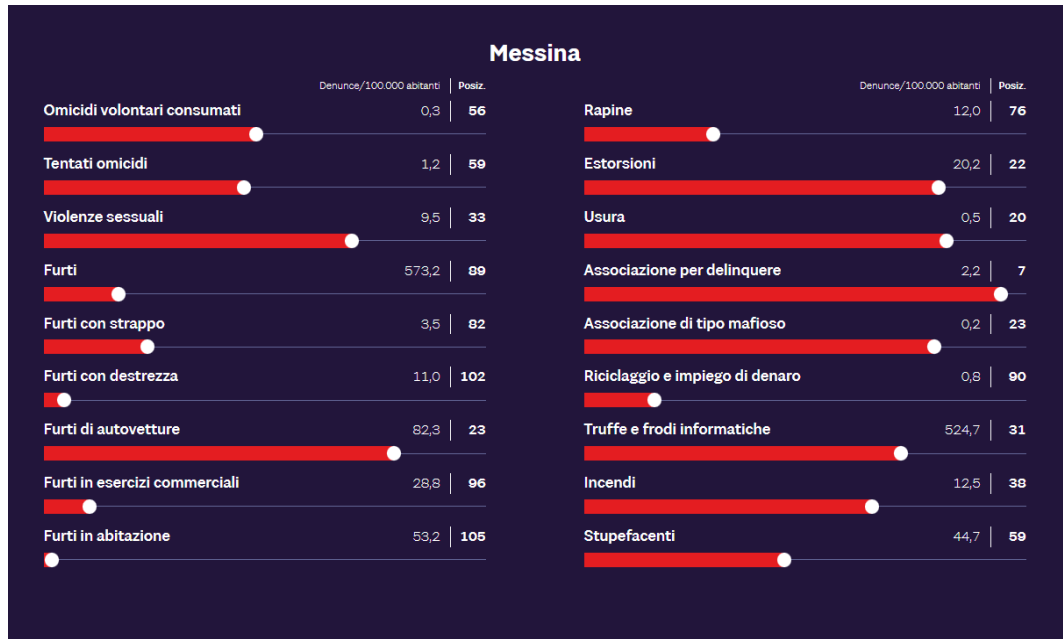 Messina
Denunce/100.000 abitanti Posiz.
Omicidi volontari consumati 0,3 56
Tentati omicidi 1,2 59
Violenze sessuali 9,5 33
Furti 573,2 89
Furti con strappo 3,5 82
Furti con destrezza 11,0 102
Furti di autovetture 82,3 23
Furti in esercizi commerciali 28,8 96
Furti in abitazione 53,2 105
Denunce/100.000 abitanti Posiz.
Rapine 12,0 76
Estorsioni 20,2 22
Usura 0,5 20
Associazione per delinquere 2,2 7
Associazione di tipo mafioso 0,2 23
Riciclaggio e impiego di denaro 0,8 90
Truffe e frodi informatiche 524,7 31
Incendi 12,5 38
Stupefacenti 44,7 59